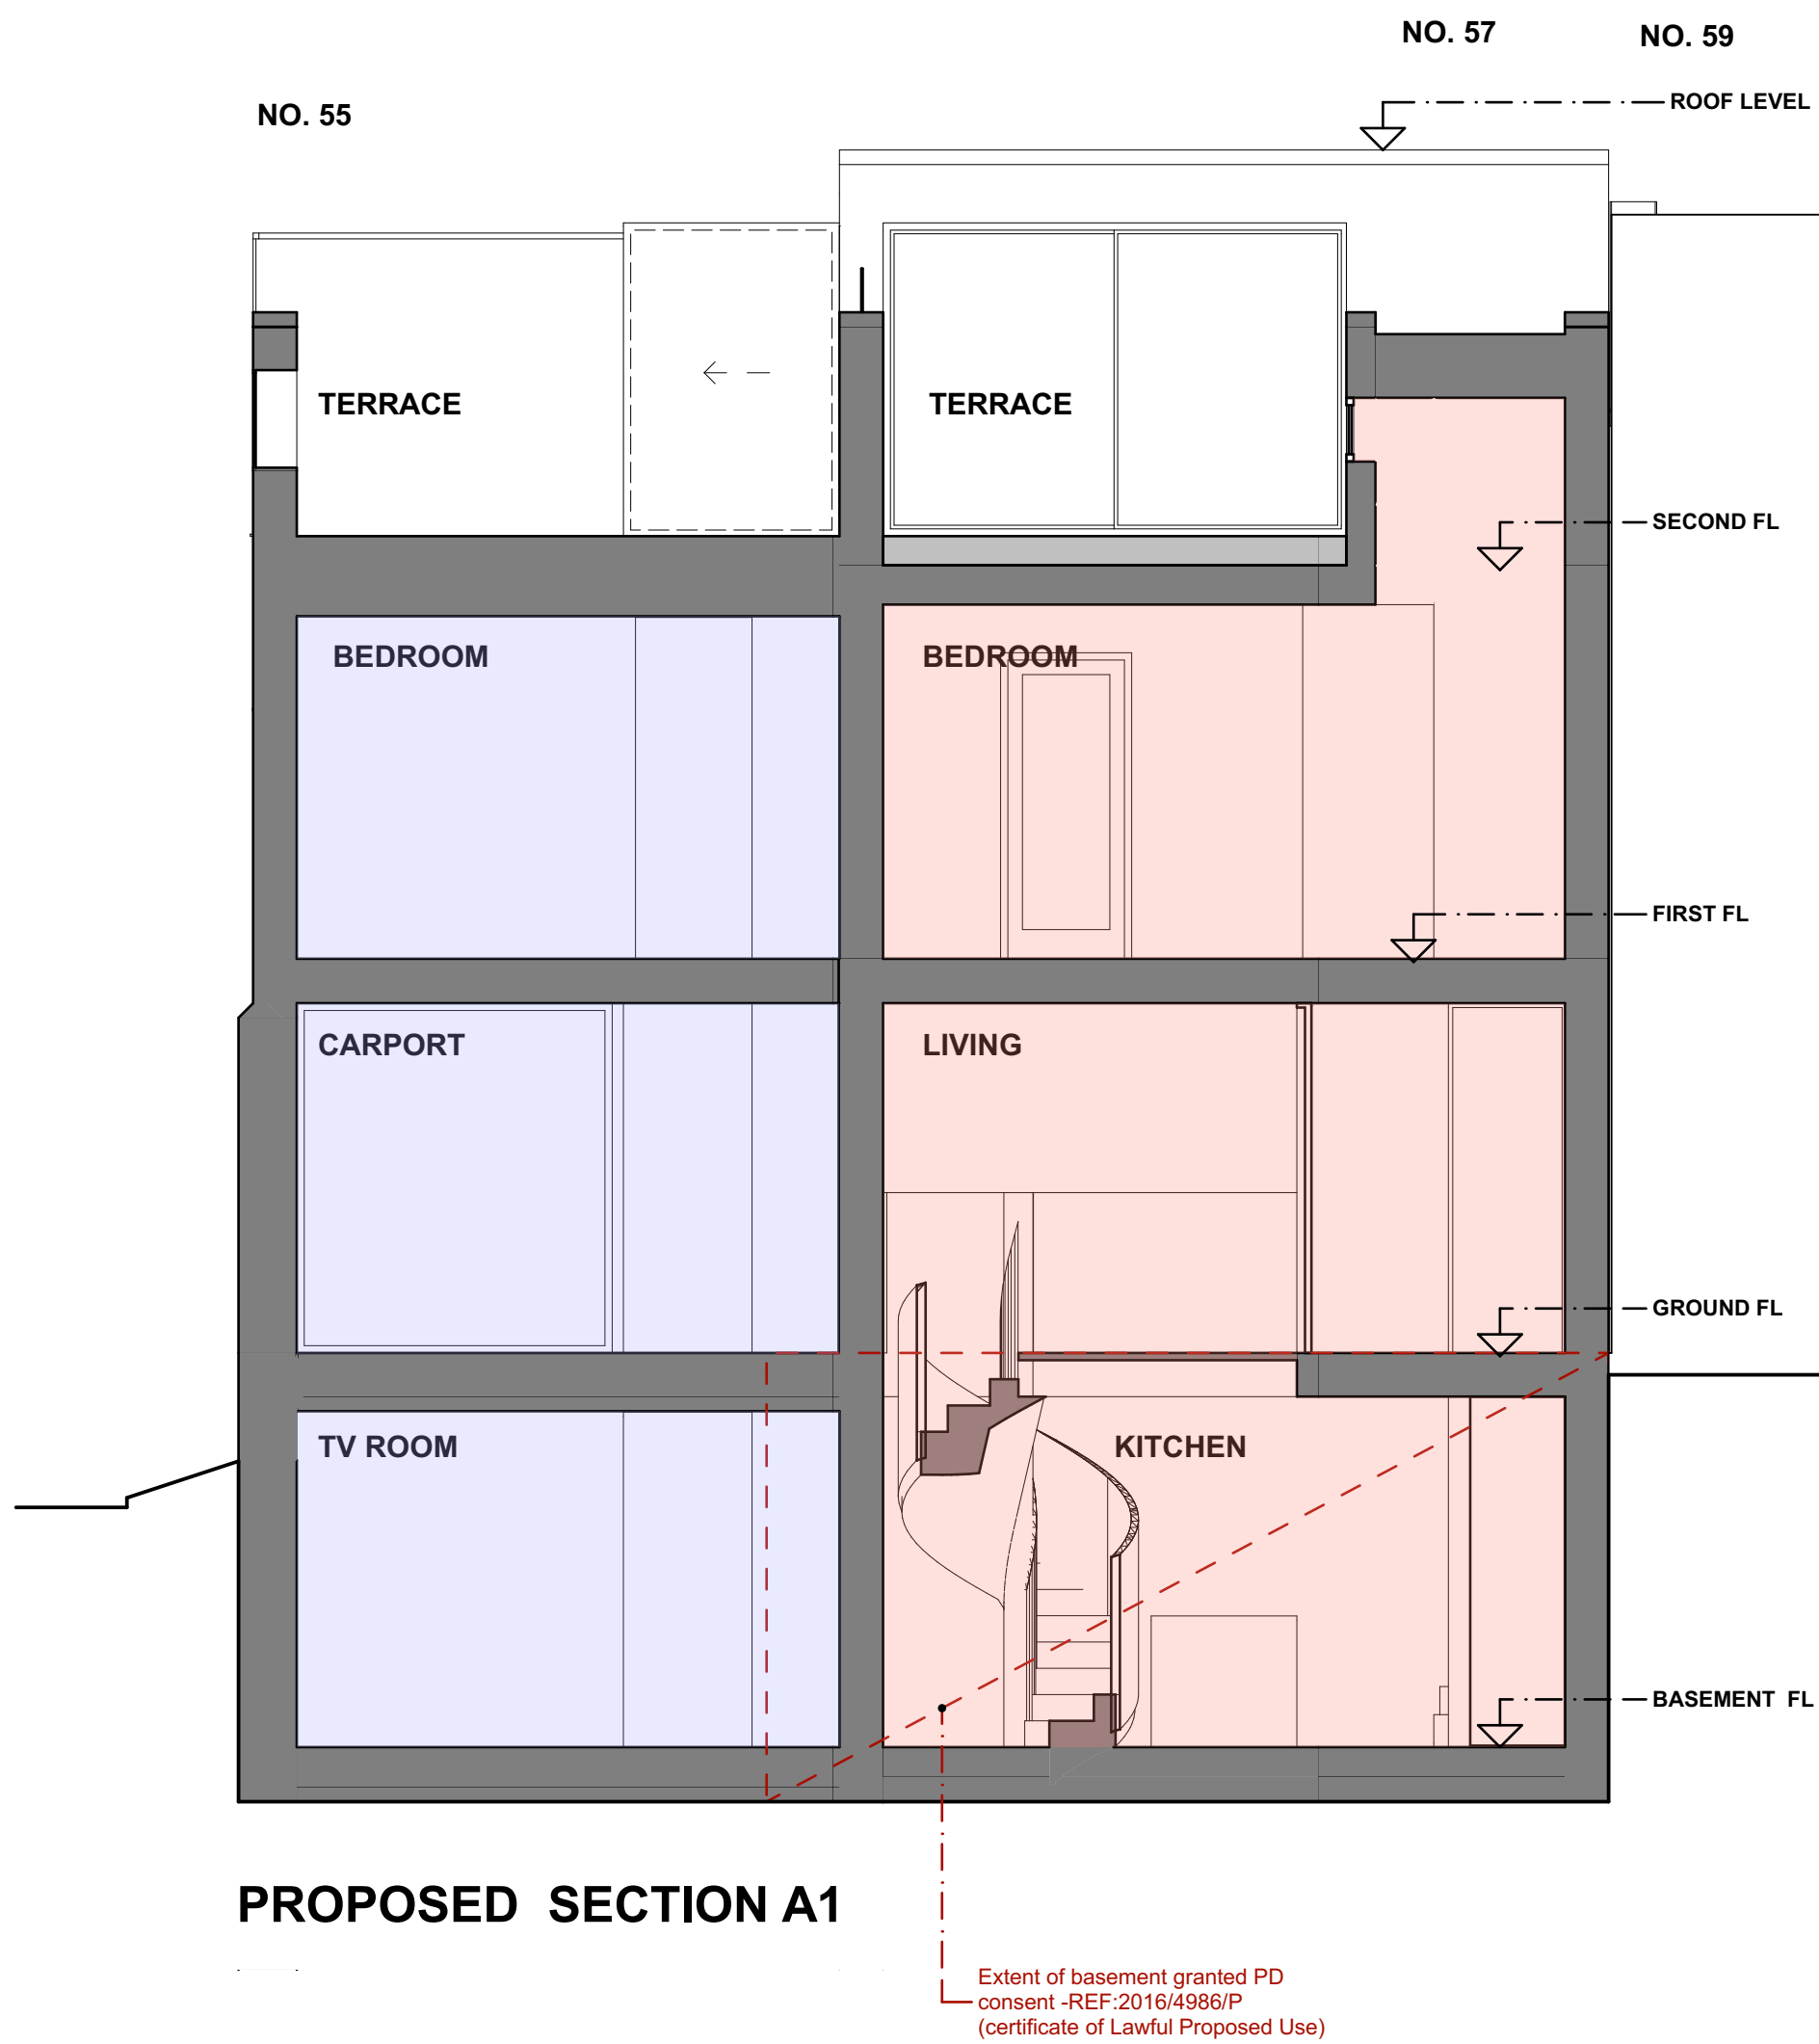 NO. 57
NO. 59
ROOF LEVEL
NO. 55
TERRACE
TERRACE
SECOND FL
BEDROOM
BEDROOM
FIRST FL
CARPORT
LIVING
GROUND FL
TV ROOM
KITCHEN
BASEMENT FL
PROPOSED SECTION A1
Extent of basement granted PD
consent -REF:2016/4986/P
(certificate of Lawful Proposed Use)